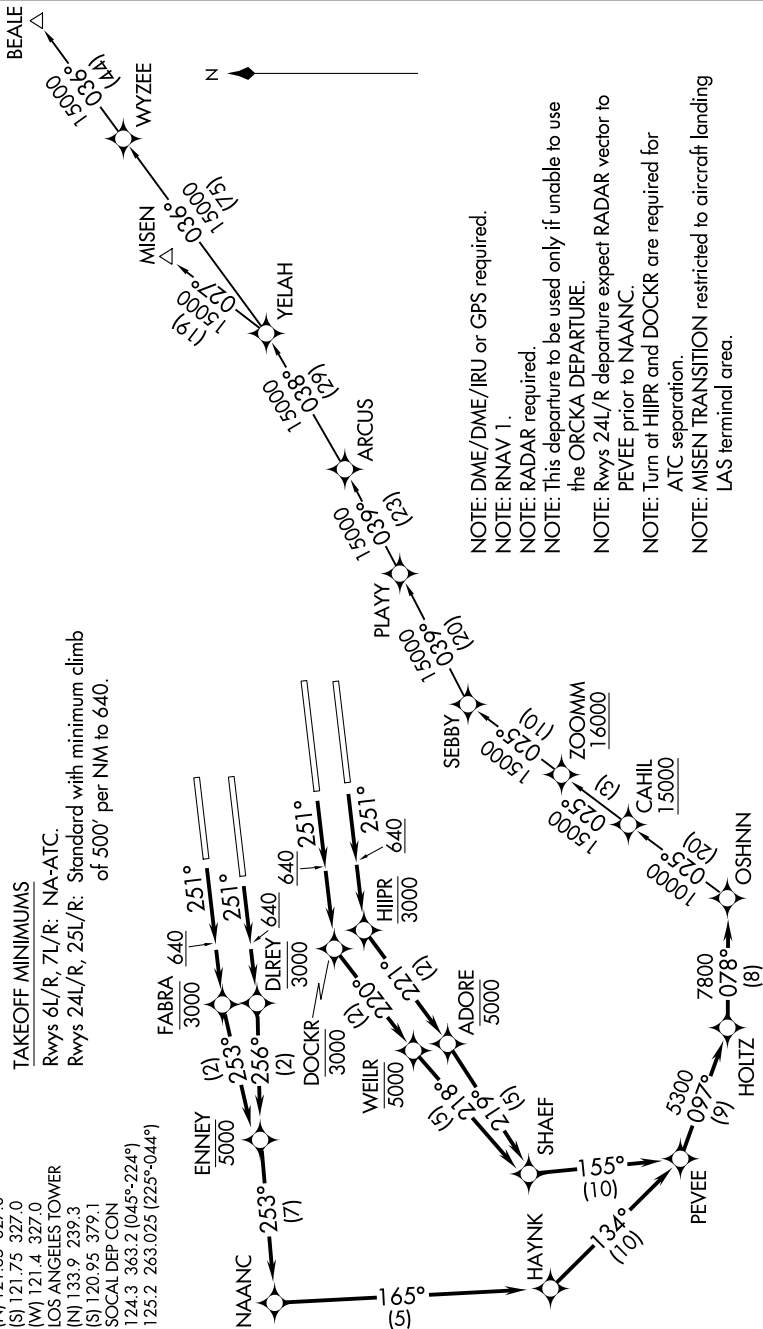 (S) 121.75 327.0
(W) 121.4 327.0
LOS ANGELES TOWER
(N) 133.9 239.3
(S) 120.95 379.1
SOCAL DEP CON
124.3 363.2 (045°-224°)
125.2 263.025 (225°-044°)
TAKEOFF MINIMUMS
Rwys 6L/R, 7L/R: NA-ATC.
Rwys 24L/R, 25L/R: Standard with minimum climb
of 500' per NM to 640.
NAANC
253°
(7)
ENNEY
5000
(2)
253°
256°
(2)
FABRA
3000
DLREY
3000
640
251°
640
251°
DOCKR
3000
640
251°
HIIPR
3000
640
251°
220°
(2)
221°
(2)
WEILR
5000
ADORE
5000
(5)
218°
219°
(5)
SHAEF
155°
(10)
165°
(5)
HAYNK
134°
(10)
PEVEE
5300
097°
(9)
HOLTZ
7800
078°
(8)
OSHNN
10000
025°
(20)
CAHIL
15000
15000
025°
(3)
ZOOMM
16000
15000
025°
(10)
SEBBY
15000
039°
(20)
PLAYY
15000
039°
(23)
ARCUS
15000
038°
(29)
YELAH
(19)
15000
027°
MISEN
036°
15000
(75)
WYZEE
15000
036°
(44)
BEALE
N
NOTE: DME/DME/IRU or GPS required.
NOTE: RNAV 1.
NOTE: RADAR required.
NOTE: This departure to be used only if unable to use
the ORCKA DEPARTURE.
NOTE: Rwys 24L/R departure expect RADAR vector to
PEVEE prior to NAANC.
NOTE: Turn at HIIPR and DOCKR are required for
ATC separation.
NOTE: MISEN TRANSITION restricted to aircraft landing
LAS terminal area.